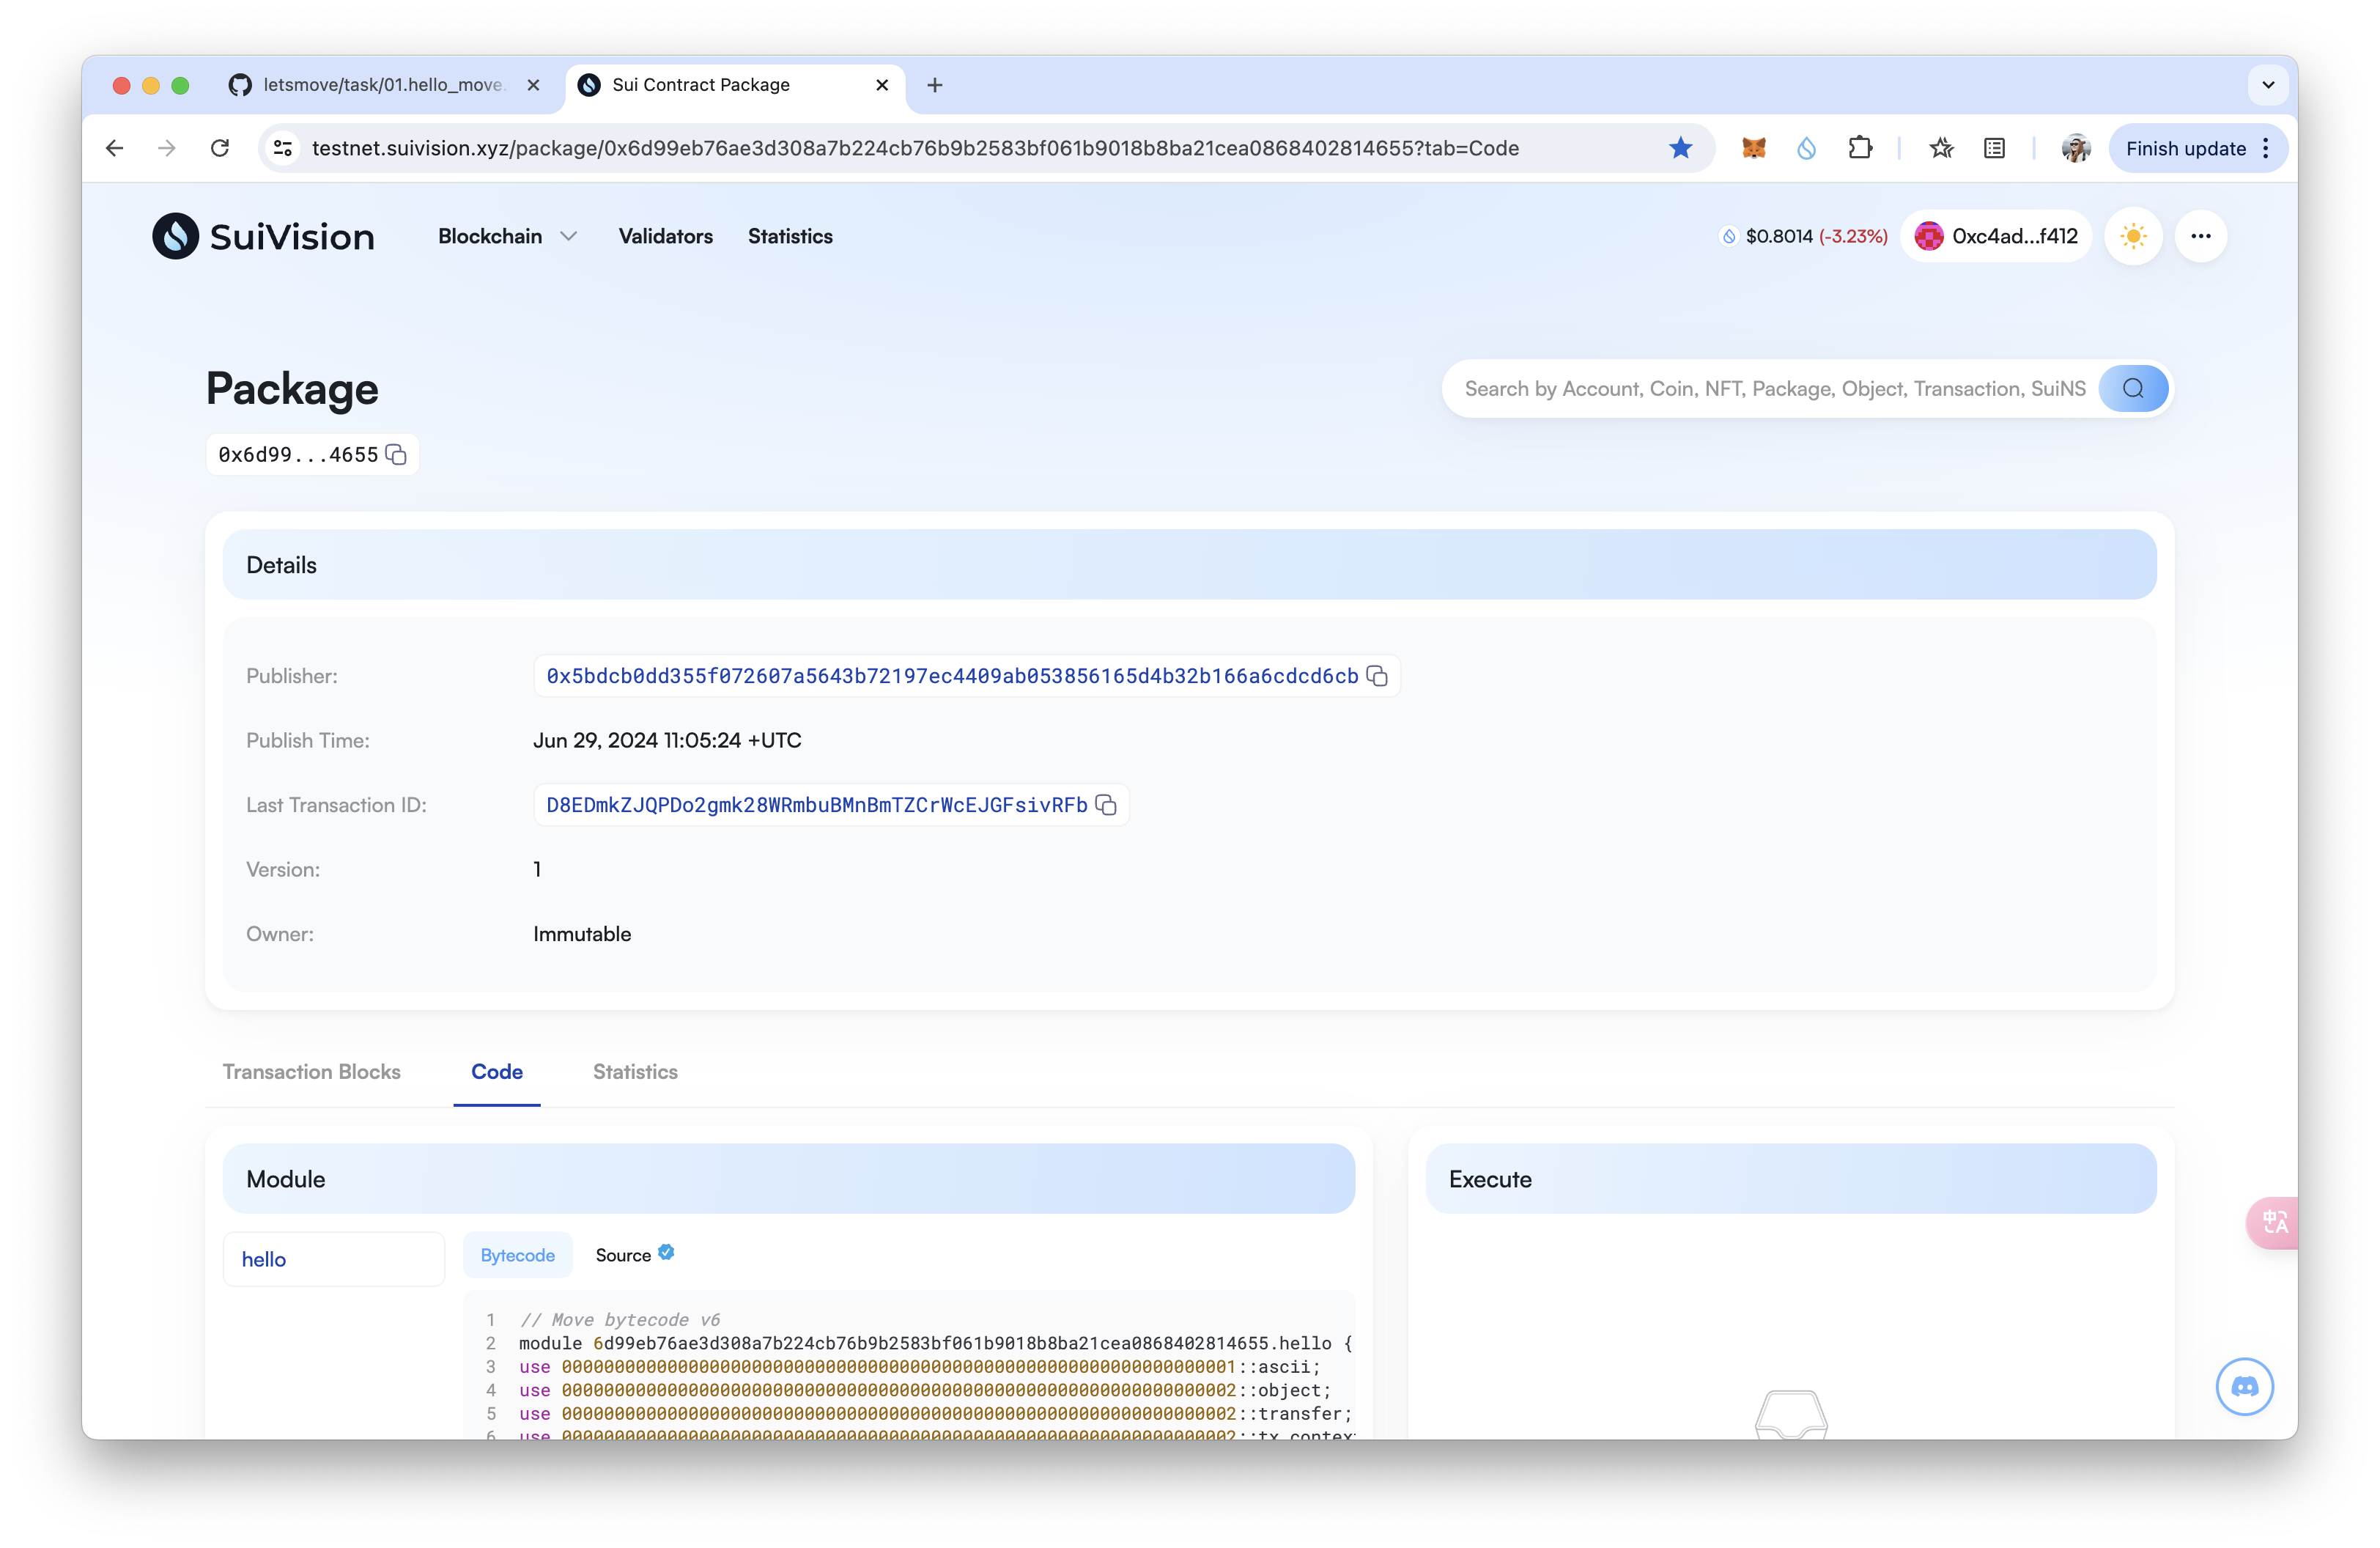 letsmove/task/01.hello_move.
Sui Contract Package
testnet.suivision.xyz/package/0x6d99eb76ae3d308a7b224cb76b9b2583bf061b9018b8ba21cea0868402814655?tab=Code
Finish update
SuiVision
Blockchain
Validators
Statistics
$0.8014 (-3.23%)
0xc4ad...f412
Package
Search by Account, Coin, NFT, Package, Object, Transaction, SuiNS
0x6d99...4655
Details
Publisher:
0x5bdcb0dd355f072607a5643b72197ec4409ab053856165d4b32b166a6cdcd6cb
Publish Time:
Jun 29, 2024 11:05:24 +UTC
Last Transaction ID:
D8EDmkZJQPDo2gmk28WRmbuBMnBmTZCrWcEJGFsivRFb
Version:
1
Owner:
Immutable
Transaction Blocks
Code
Statistics
Module
Execute
hello
Bytecode
Source
1 // Move bytecode v6
2 module 6d99eb76ae3d308a7b224cb76b9b2583bf061b9018b8ba21cea0868402814655.hello {
3 use 0000000000000000000000000000000000000000000000000000000000000001::ascii;
4 use 0000000000000000000000000000000000000000000000000000000000000002::object;
5 use 0000000000000000000000000000000000000000000000000000000000000002::transfer;
6 use 0000000000000000000000000000000000000000000000000000000000000002::tx_contex